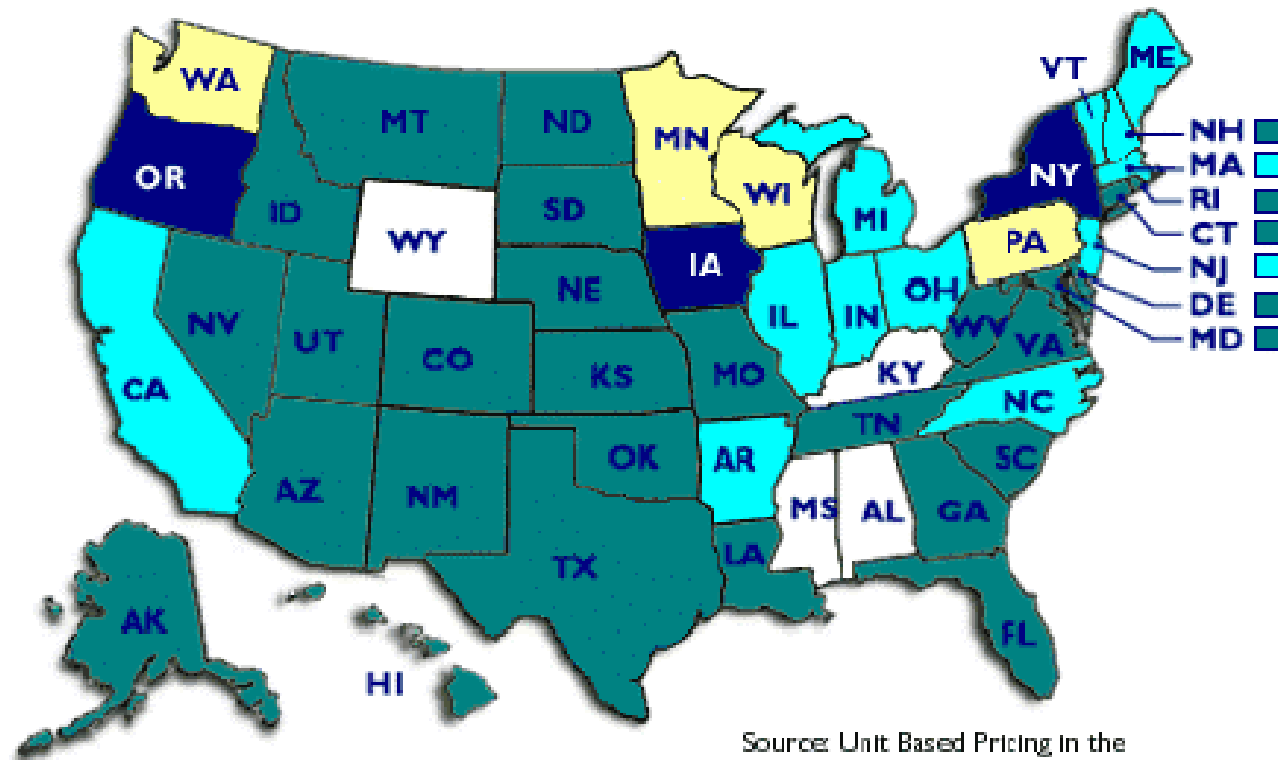 ME
VT
WA
MT
ND
MN
NH
MA
OR
NY
WI
RI
ID
SD
MI
CT
WY
PA
IA
NJ
NE
OH
DE
NV
IL
IN
WV
MD
UT
CO
VA
KS
MO
KY
CA
NC
TN
OK
AR
SC
AZ
NM
MS
AL
GA
TX
LA
AK
FL
HI
Source: Unit Based Pricing in the